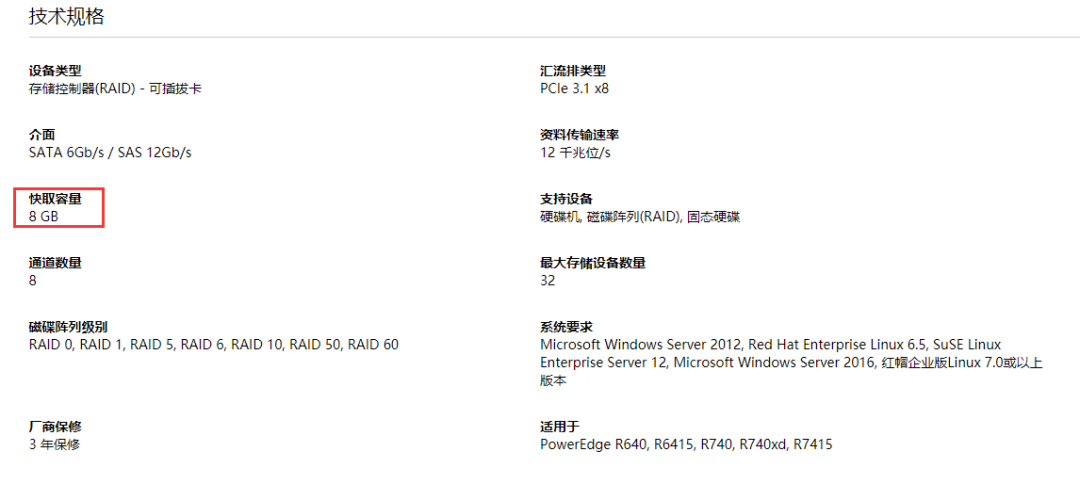 技术规格
设备类型
存储控制器(RAID) - 可插拔卡
汇流排类型
PCIe 3.1 x8
介面
SATA 6Gb/s / SAS 12Gb/s
资料传输速率
12 千兆位/s
快取容量
8 GB
支持设备
硬碟机, 磁碟阵列(RAID), 固态硬碟
通道数量
8
最大存储设备数量
32
磁碟阵列级别
RAID 0, RAID 1, RAID 5, RAID 6, RAID 10, RAID 50, RAID 60
系统要求
Microsoft Windows Server 2012, Red Hat Enterprise Linux 6.5, SuSE Linux
Enterprise Server 12, Microsoft Windows Server 2016, 红帽企业版Linux 7.0或以上
版本
厂商保修
3 年保修
适用于
PowerEdge R640, R6415, R740, R740xd, R7415